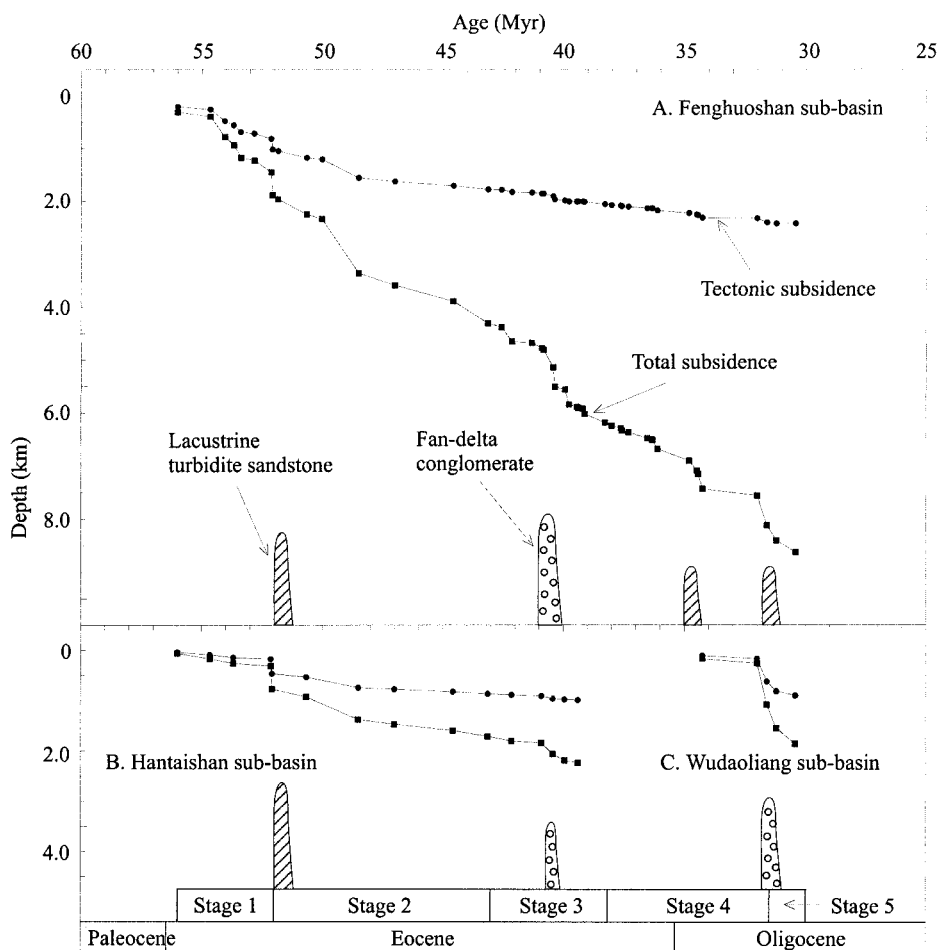 Age (Myr)
60 55 50 45 40 35 30 25
0
A. Fenghuoshan sub-basin
2.0
Tectonic subsidence
4.0
Total subsidence
6.0
Lacustrine
turbidite sandstone
Fan-delta
conglomerate
Depth (km)
8.0
0
2.0
B. Hantaishan sub-basin
C. Wudaoliang sub-basin
4.0
Stage 1 Stage 2 Stage 3 Stage 4 Stage 5
Paleocene Eocene Oligocene